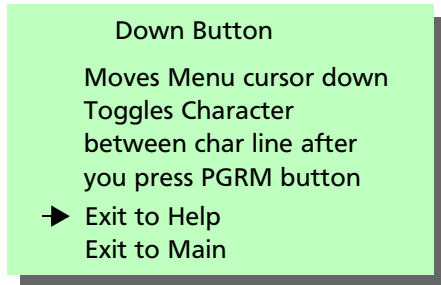 Down Button
Moves Menu cursor down
Toggles Character
between char line after
you press PGRM button
Exit to Help
Exit to Main